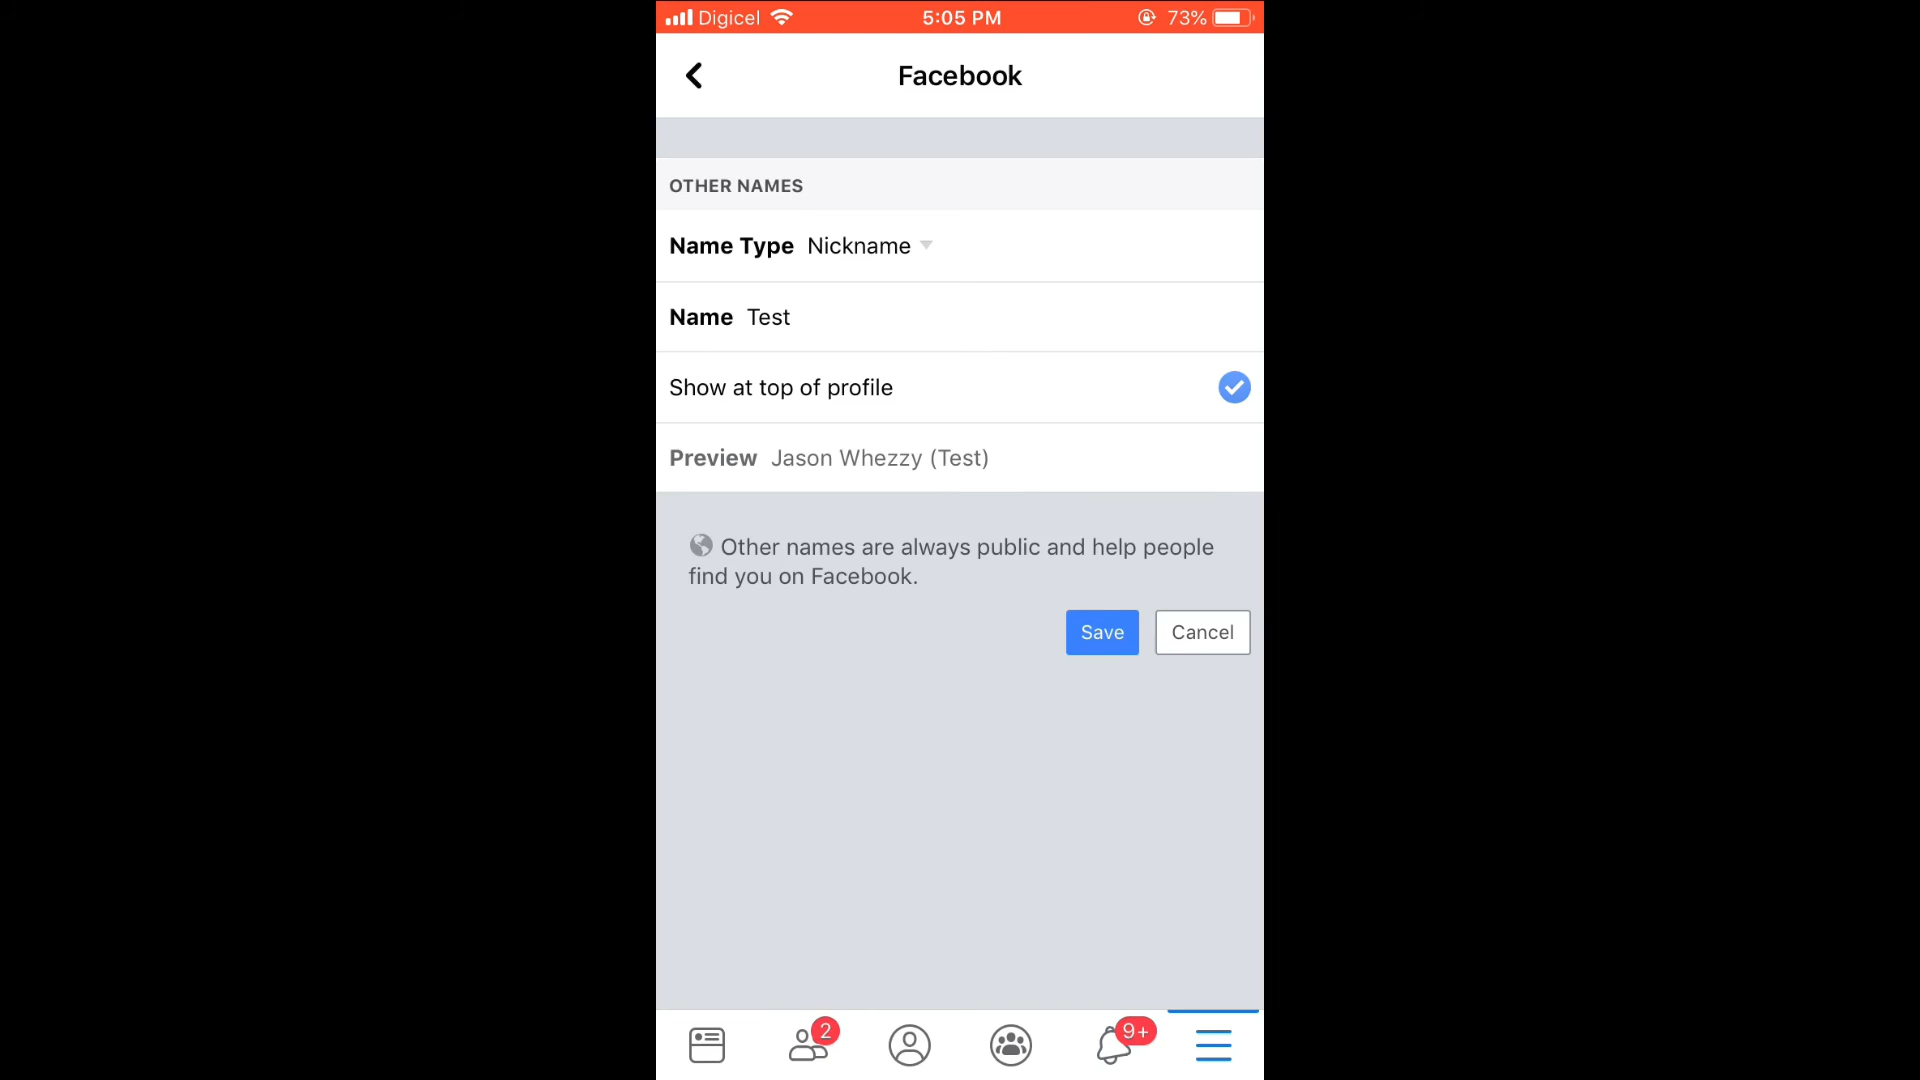 Digicel 5:05 PM 73%
Facebook
OTHER NAMES
Name Type Nickname
Name Test
Show at top of profile
Preview Jason Whezzy (Test)
Other names are always public and help people
find you on Facebook.
Save Cancel
2 9+